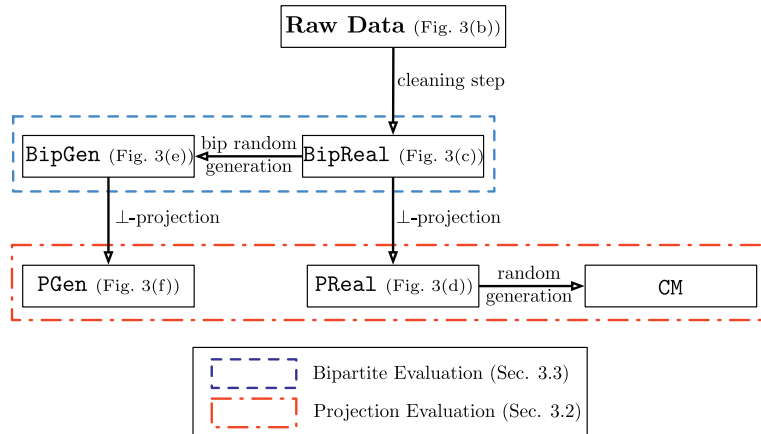 Raw Data (Fig. 3(b))
cleaning step
BipGen (Fig. 3(e))
bip random
generation
BipReal (Fig. 3(c))
⊥-projection
⊥-projection
PGen (Fig. 3(f))
PReal (Fig. 3(d))
random
generation
CM
Bipartite Evaluation (Sec. 3.3)
Projection Evaluation (Sec. 3.2)